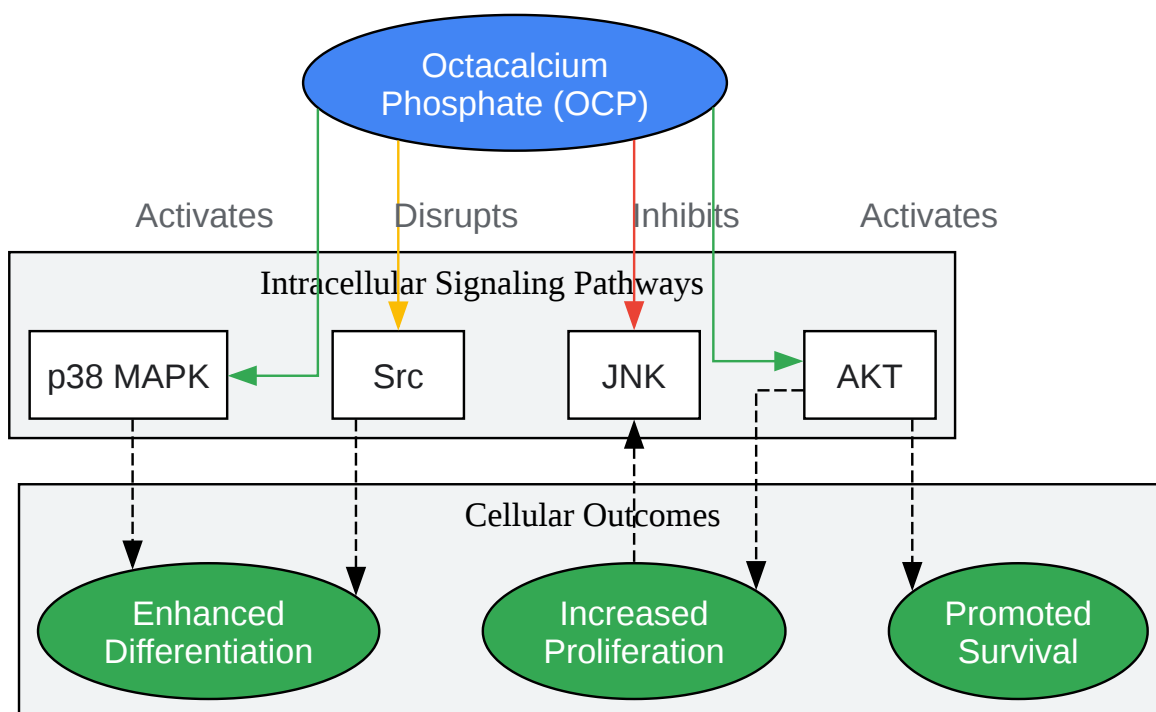 Octacalcium
Phosphate (OCP)
Activates
Disrupts
Inhibits
Activates
Intracellular Signaling Pathways
p38 MAPK
Src
JNK
AKT
Cellular Outcomes
Enhanced
Differentiation
Increased
Proliferation
Promoted
Survival